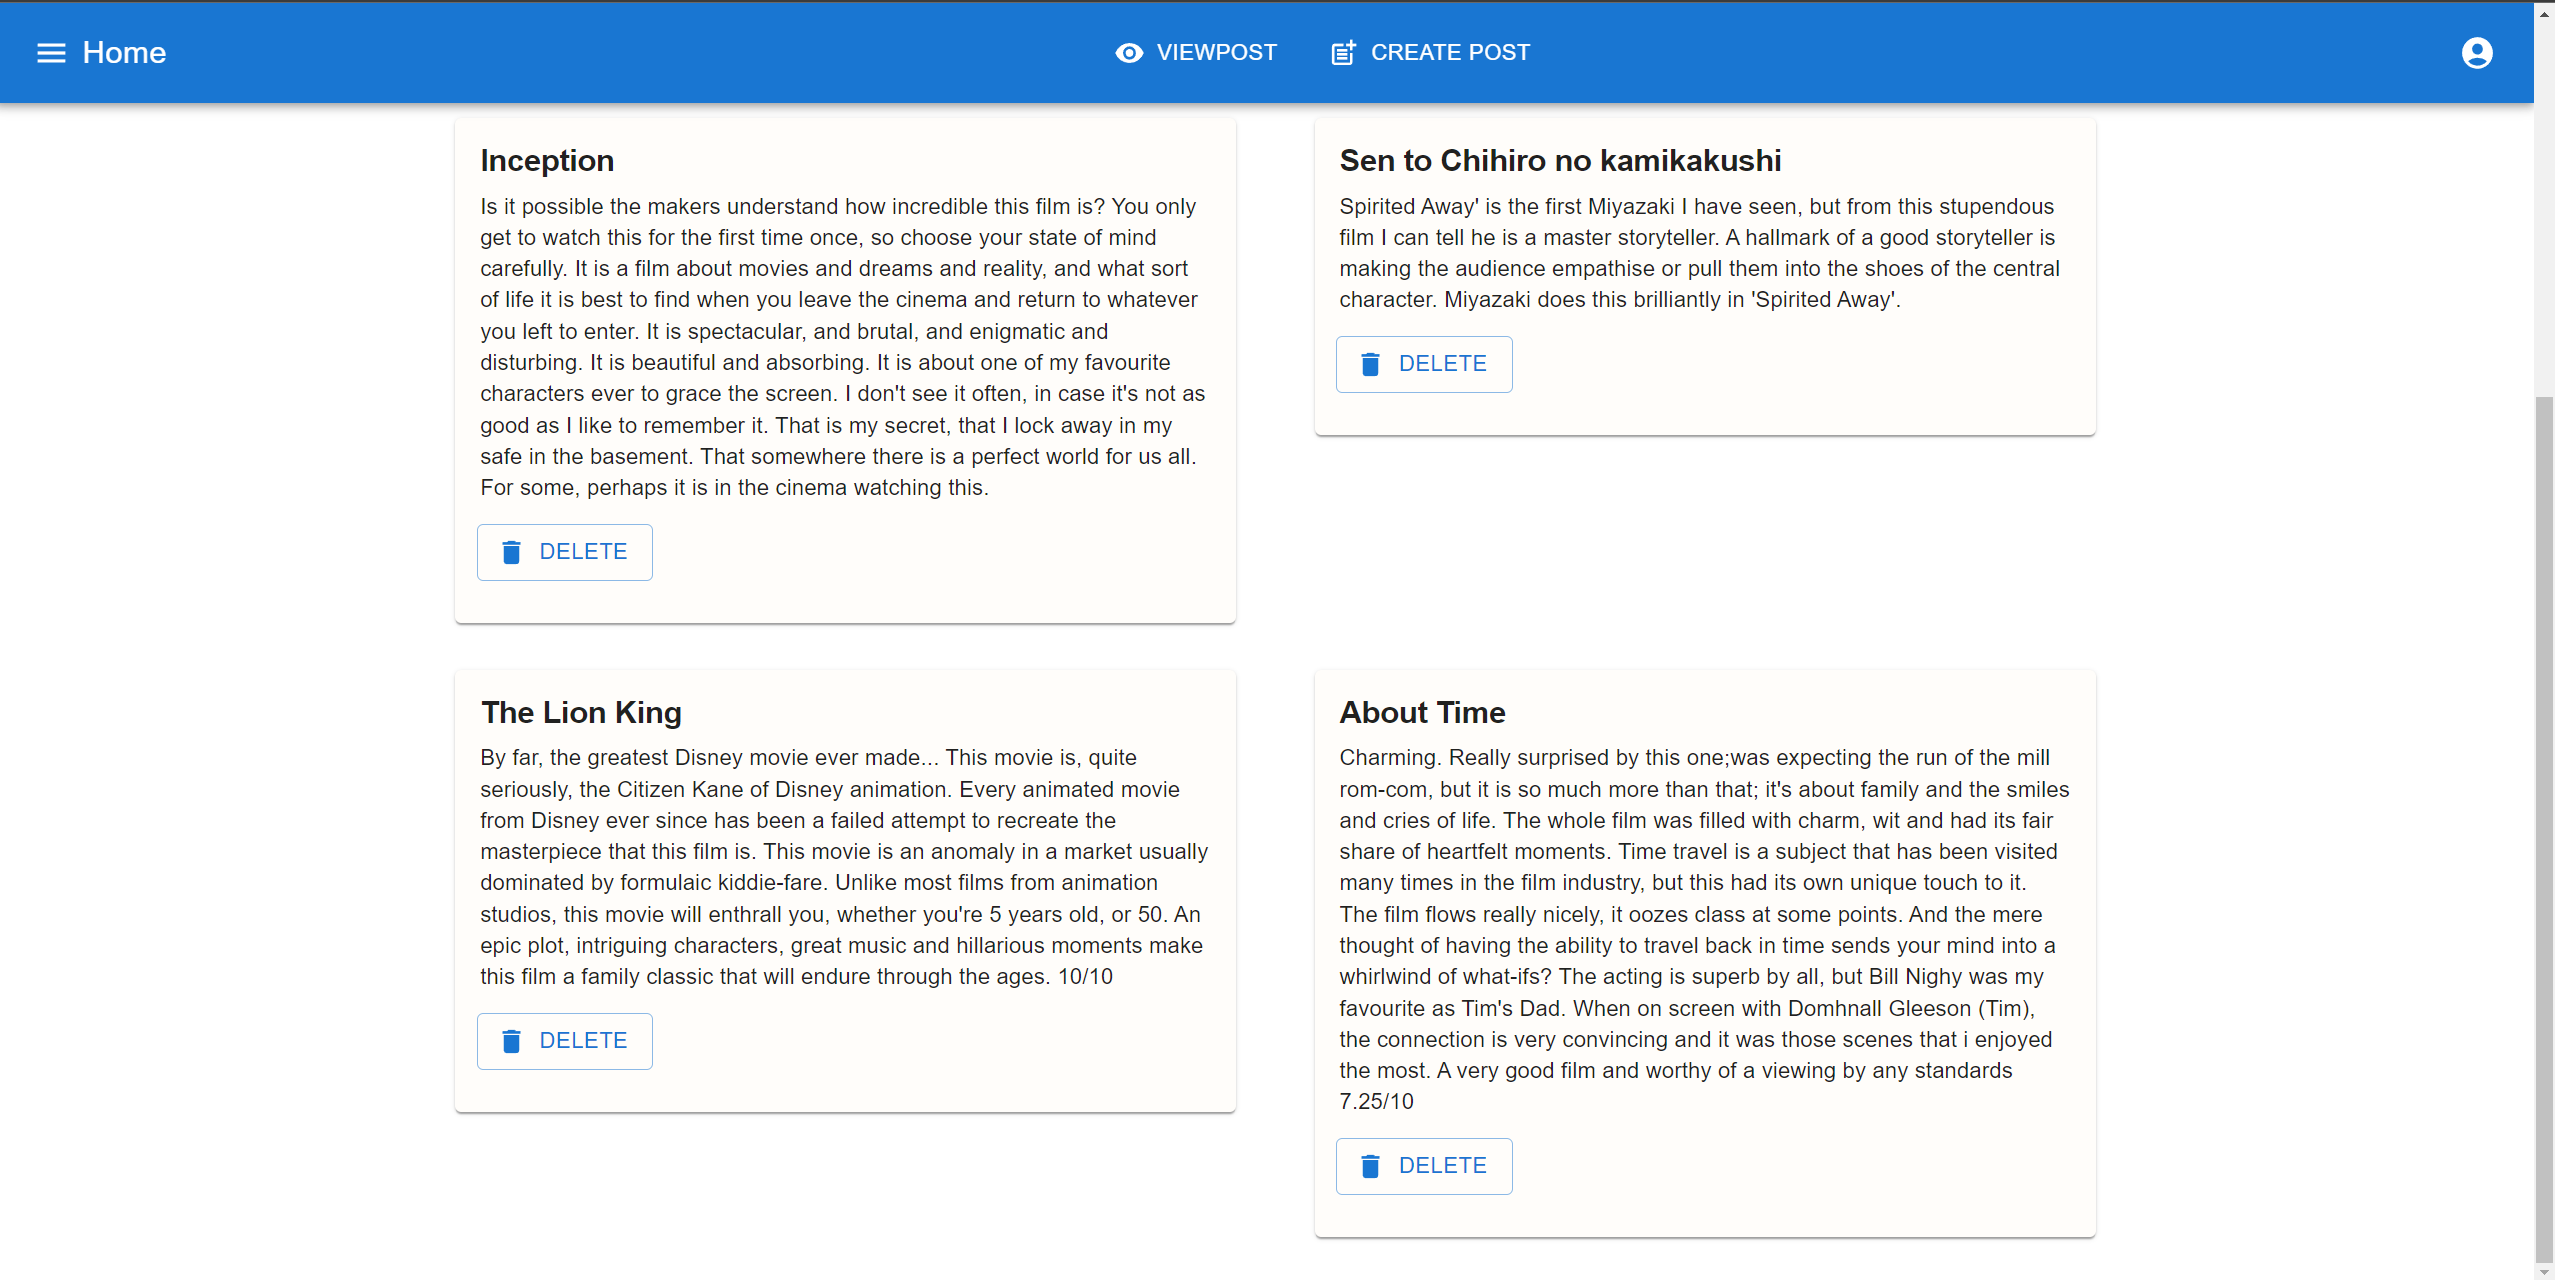 Home
VIEWPOST
CREATE POST
Inception
Is it possible the makers understand how incredible this film is? You only
get to watch this for the first time once, so choose your state of mind
carefully. It is a film about movies and dreams and reality, and what sort
of life it is best to find when you leave the cinema and return to whatever
you left to enter. It is spectacular, and brutal, and enigmatic and
disturbing. It is beautiful and absorbing. It is about one of my favourite
characters ever to grace the screen. I don't see it often, in case it's not as
good as I like to remember it. That is my secret, that I lock away in my
safe in the basement. That somewhere there is a perfect world for us all.
For some, perhaps it is in the cinema watching this.
DELETE
Sen to Chihiro no kamikakushi
Spirited Away' is the first Miyazaki I have seen, but from this stupendous
film I can tell he is a master storyteller. A hallmark of a good storyteller is
making the audience empathise or pull them into the shoes of the central
character. Miyazaki does this brilliantly in 'Spirited Away'.
DELETE
The Lion King
By far, the greatest Disney movie ever made... This movie is, quite
seriously, the Citizen Kane of Disney animation. Every animated movie
from Disney ever since has been a failed attempt to recreate the
masterpiece that this film is. This movie is an anomaly in a market usually
dominated by formulaic kiddie-fare. Unlike most films from animation
studios, this movie will enthrall you, whether you're 5 years old, or 50. An
epic plot, intriguing characters, great music and hillarious moments make
this film a family classic that will endure through the ages. 10/10
DELETE
About Time
Charming. Really surprised by this one;was expecting the run of the mill
rom-com, but it is so much more than that; it's about family and the smiles
and cries of life. The whole film was filled with charm, wit and had its fair
share of heartfelt moments. Time travel is a subject that has been visited
many times in the film industry, but this had its own unique touch to it.
The film flows really nicely, it oozes class at some points. And the mere
thought of having the ability to travel back in time sends your mind into a
whirlwind of what-ifs? The acting is superb by all, but Bill Nighy was my
favourite as Tim's Dad. When on screen with Domhnall Gleeson (Tim),
the connection is very convincing and it was those scenes that i enjoyed
the most. A very good film and worthy of a viewing by any standards
7.25/10
DELETE